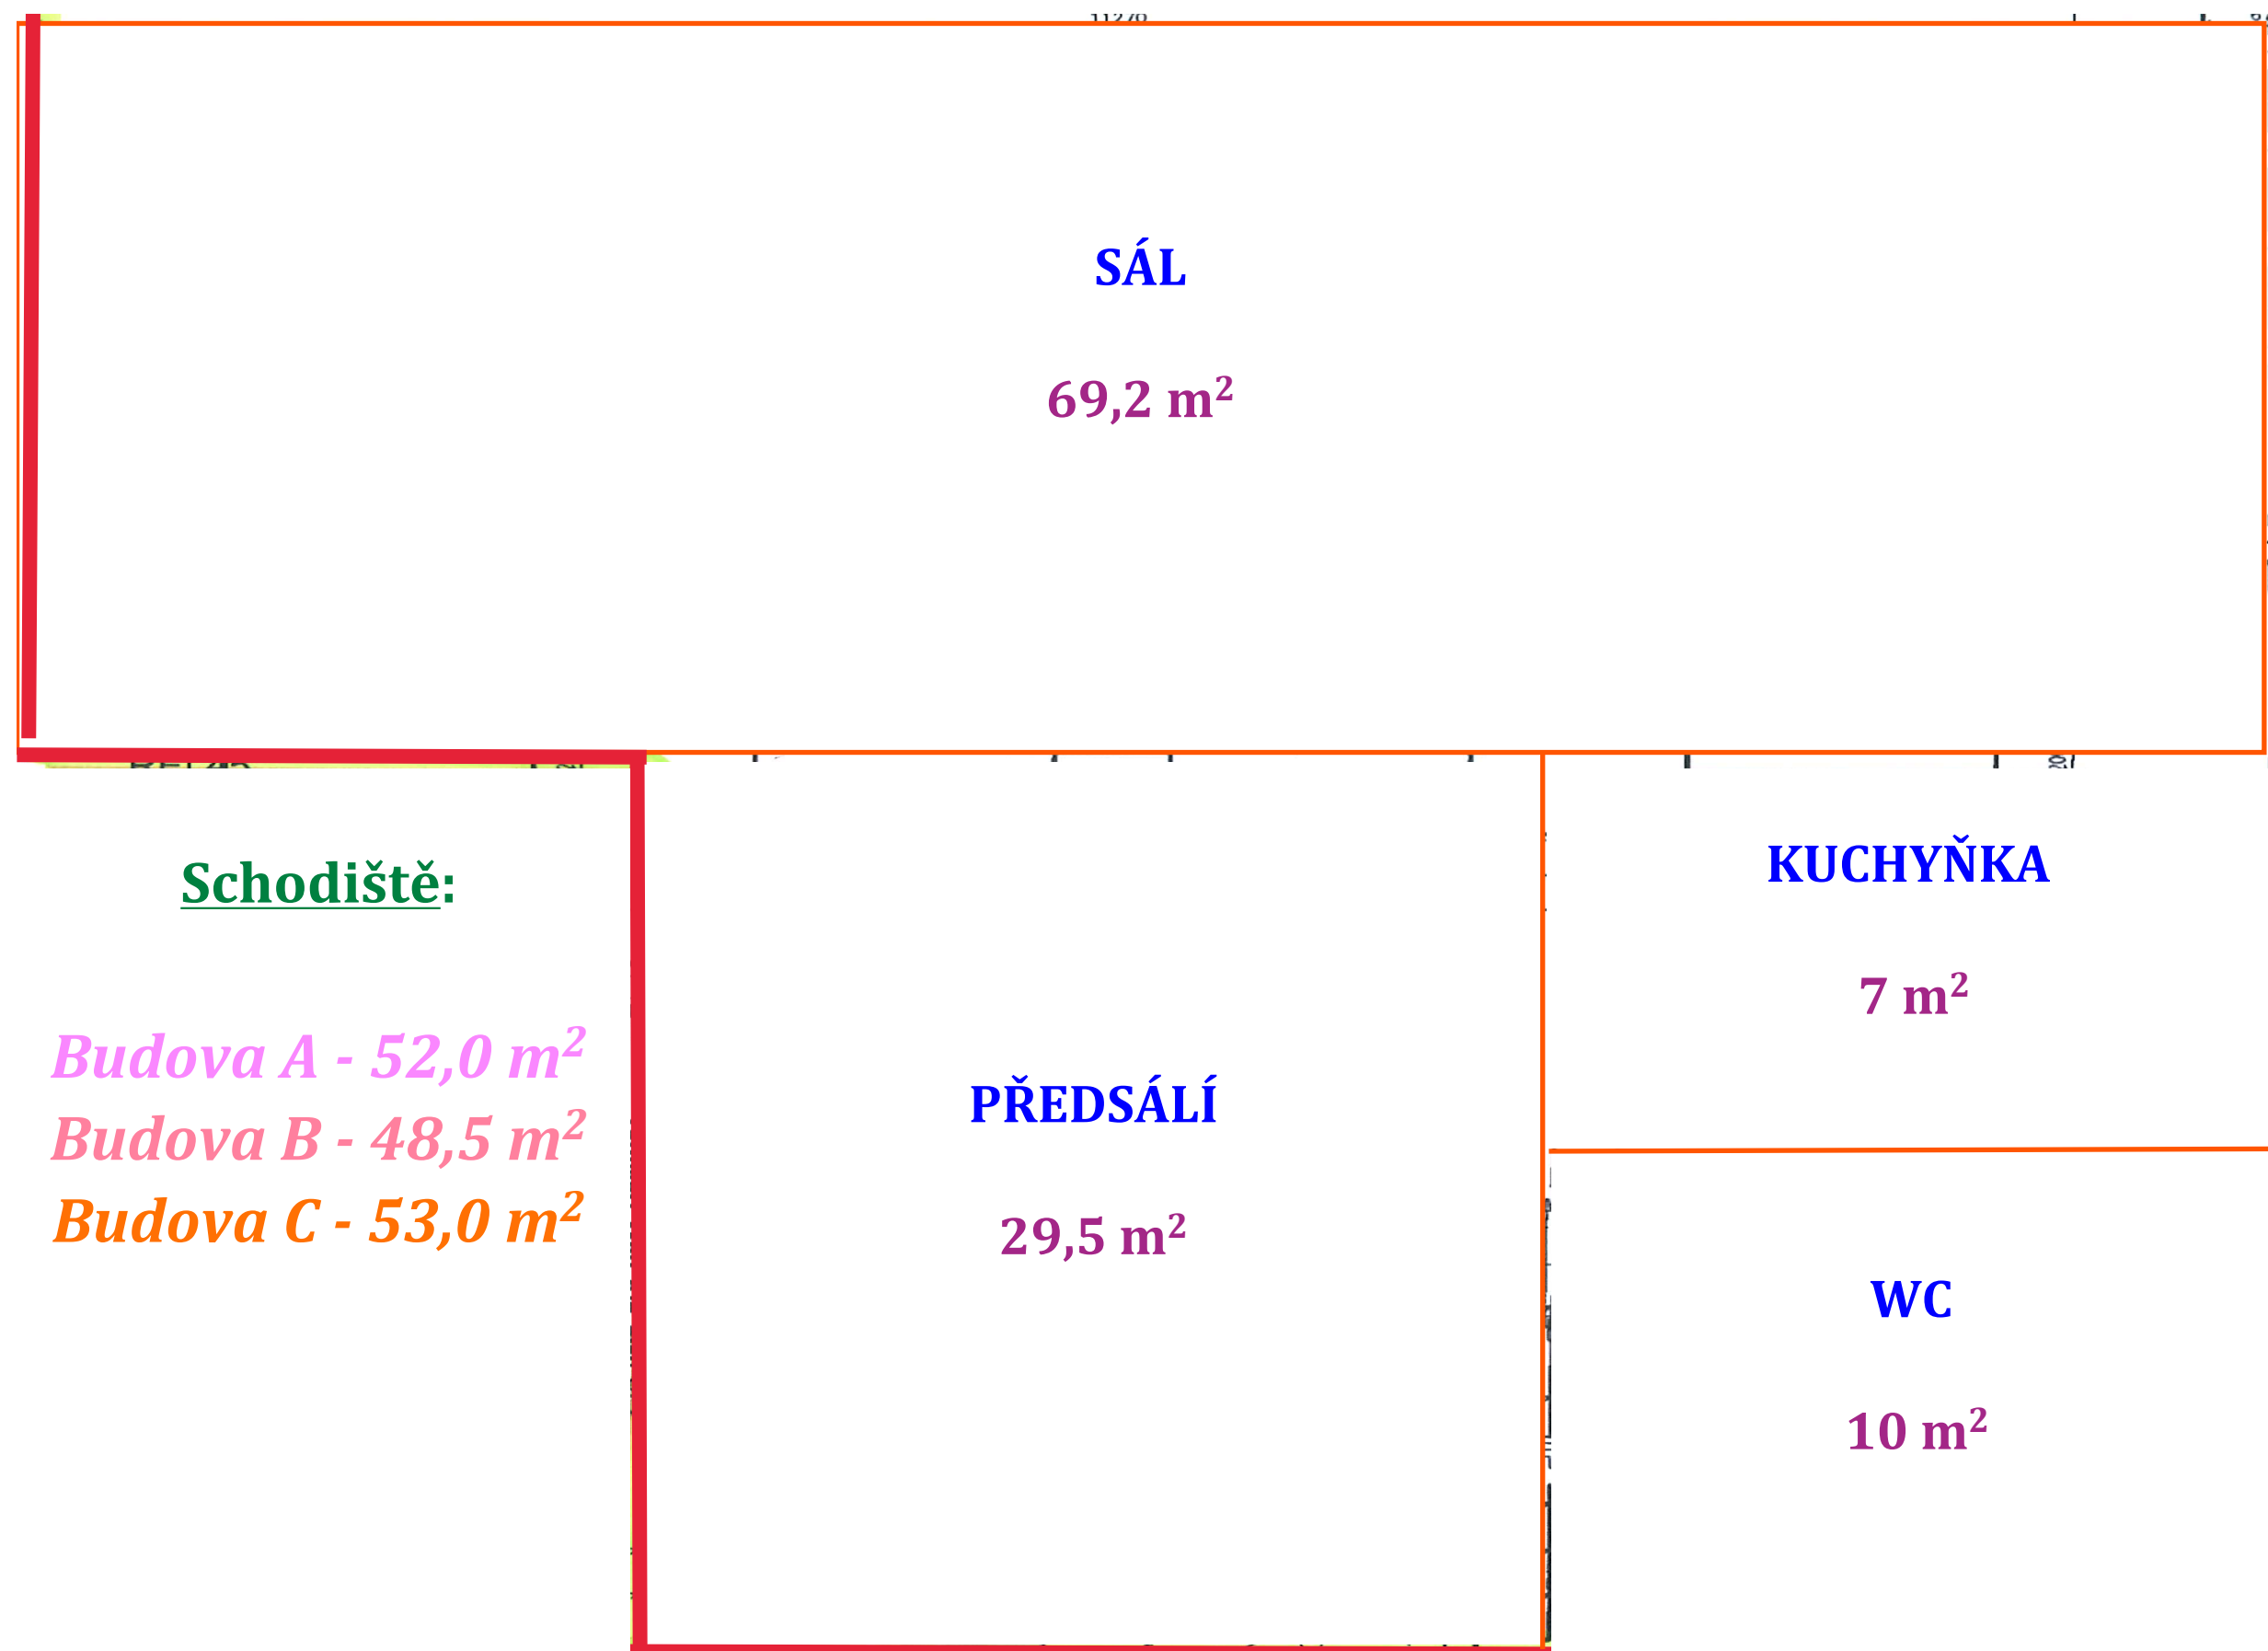 SÁL
69,2 m²
Schodiště:
Budova A - 52,0 m²
Budova B - 48,5 m²
Budova C - 53,0 m²
PŘEDSÁLÍ
29,5 m²
KUCHYŇKA
7 m²
WC
10 m²